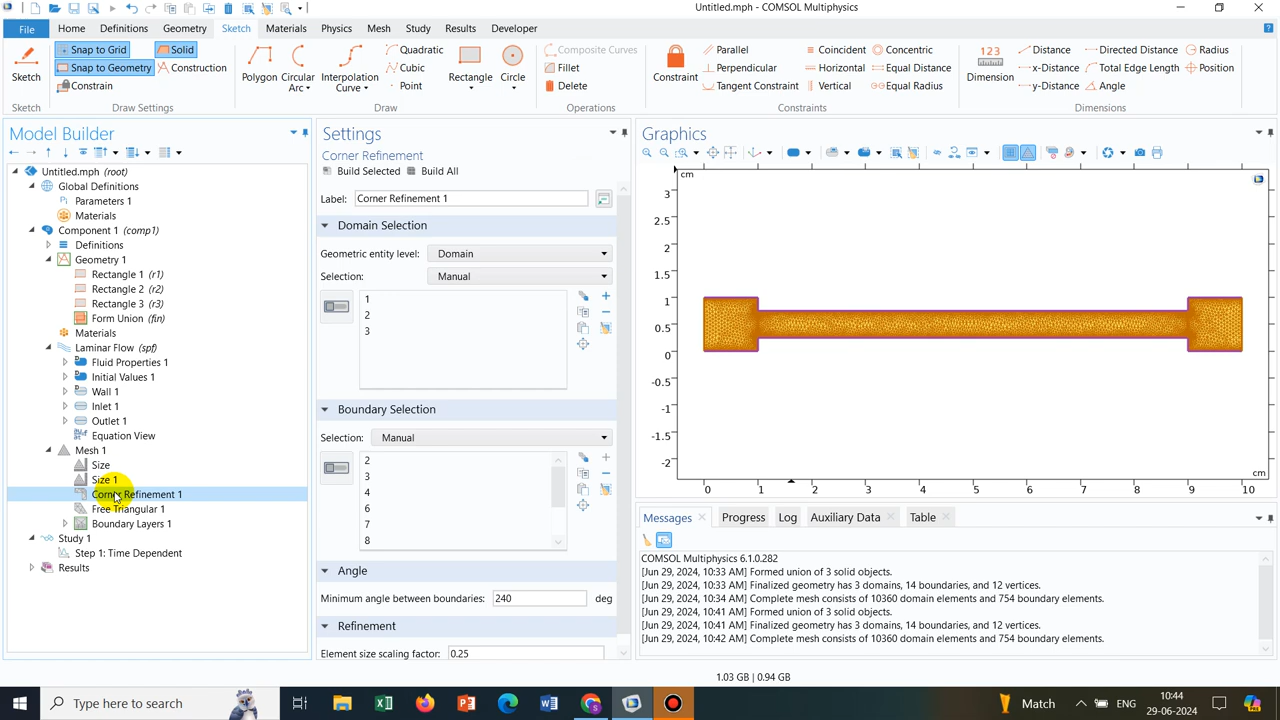 Untitled.mph - COMSOL Multiphysics
File Home Definitions Geometry Sketch Materials Physics Mesh Study Results Developer
Sketch
Sketch
Snap to Grid Solid
Snap to Geometry Construction
Constrain
Draw Settings
Polygon Circular Arc Interpolation Curve
Quadratic
Cubic
Point
Rectangle Circle
Draw
Composite Curves
Fillet
Delete
Operations
Constraint
Parallel Coincident Concentric
Perpendicular Horizontal Equal Distance
Tangent Constraint Vertical Equal Radius
Constraints
123
Dimension
Distance Directed Distance Radius
x-Distance Total Edge Length Position
y-Distance Angle
Dimensions
Model Builder
Untitled.mph (root)
Global Definitions
Parameters 1
Materials
Component 1 (comp1)
Definitions
Geometry 1
Rectangle 1 (r1)
Rectangle 2 (r2)
Rectangle 3 (r3)
Form Union (fin)
Materials
Laminar Flow (spf)
Fluid Properties 1
Initial Values 1
Wall 1
Inlet 1
Outlet 1
Equation View
Mesh 1
Size
Size 1
Corner Refinement 1
Free Triangular 1
Boundary Layers 1
Study 1
Step 1: Time Dependent
Results
Settings
Corner Refinement
Build Selected Build All
Label: Corner Refinement 1
Domain Selection
Geometric entity level: Domain
Selection: Manual
1
2
3
Boundary Selection
Selection: Manual
2
3
4
6
7
8
Angle
Minimum angle between boundaries: 240 deg
Refinement
Element size scaling factor: 0.25
Graphics
cm
3
2.5
2
1.5
1
0.5
0
-0.5
-1
-1.5
-2
cm
0 1 2 3 4 5 6 7 8 9 10
Messages Progress Log Auxiliary Data Table
COMSOL Multiphysics 6.1.0.282
[Jun 29, 2024, 10:33 AM] Formed union of 3 solid objects.
[Jun 29, 2024, 10:33 AM] Finalized geometry has 3 domains, 14 boundaries, and 12 vertices.
[Jun 29, 2024, 10:34 AM] Complete mesh consists of 10360 domain elements and 754 boundary elements.
[Jun 29, 2024, 10:41 AM] Formed union of 3 solid objects.
[Jun 29, 2024, 10:41 AM] Finalized geometry has 3 domains, 14 boundaries, and 12 vertices.
[Jun 29, 2024, 10:42 AM] Complete mesh consists of 10360 domain elements and 754 boundary elements.
1.03 GB | 0.94 GB
Type here to search
Match
ENG
10:44
29-06-2024